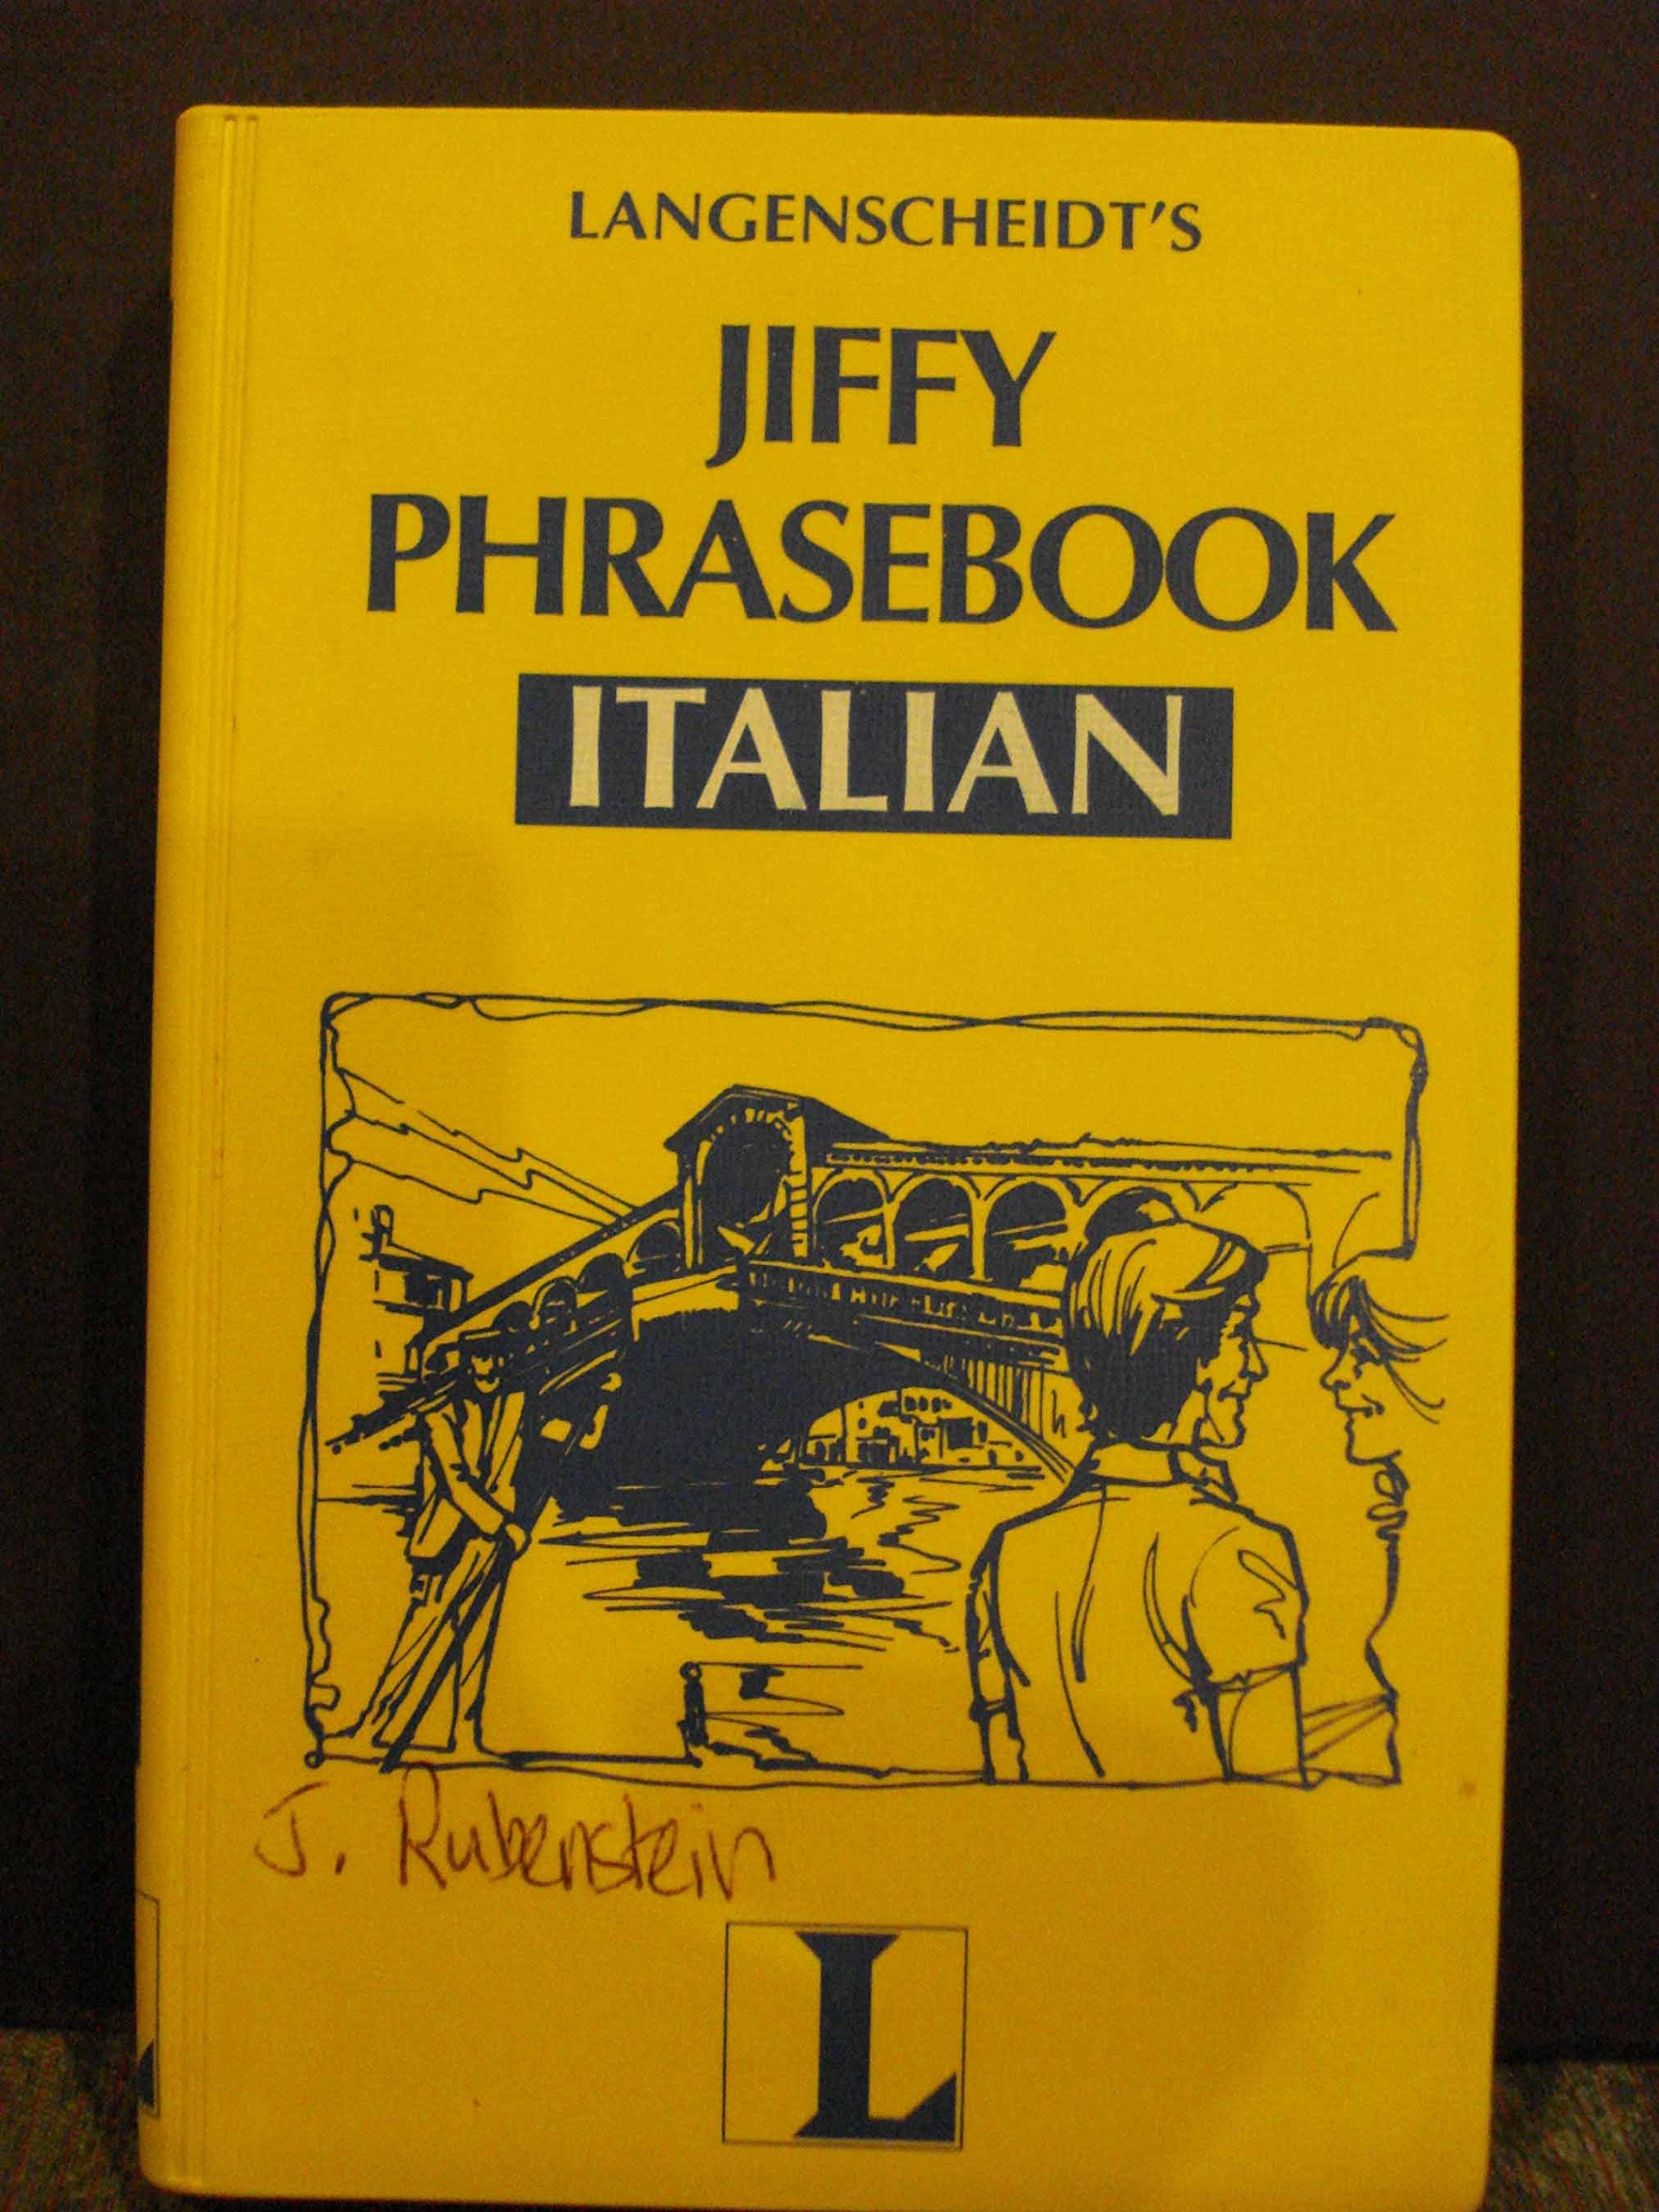 LANGENSCHEIDT'S
JIFFY
PHRASEBOOK
ITALIAN
J. Rubenstein
L